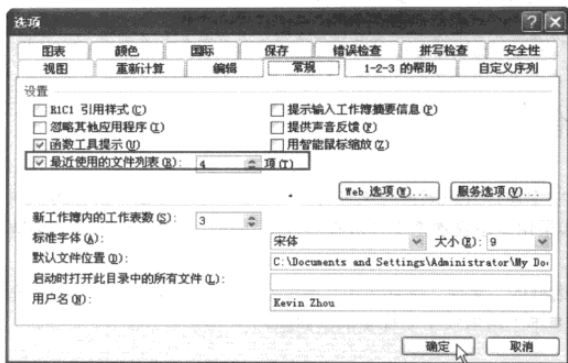 选项
图表 颜色 国际 保存 错误检查 拼写检查 安全性
视图 重新计算 编辑 常规 1-2-3 的帮助 自定义序列
设置
R1C1 引用样式(C) 提示输入工作簿摘要信息(P)
忽略其他应用程序(I) 提供声音反馈(F)
函数工具提示(U) 用智能鼠标缩放(Z)
最近使用的文件列表(R): 4 项(T)
Web 选项(W)... 服务选项(V)...
新工作簿内的工作表数(S): 3
标准字体(A): 宋体 大小(E): 9
默认文件位置(D): C:\Documents and Settings\Administrator\My Do
启动时打开此目录中的所有文件(L):
用户名(N): Kevin Zhou
确定 取消